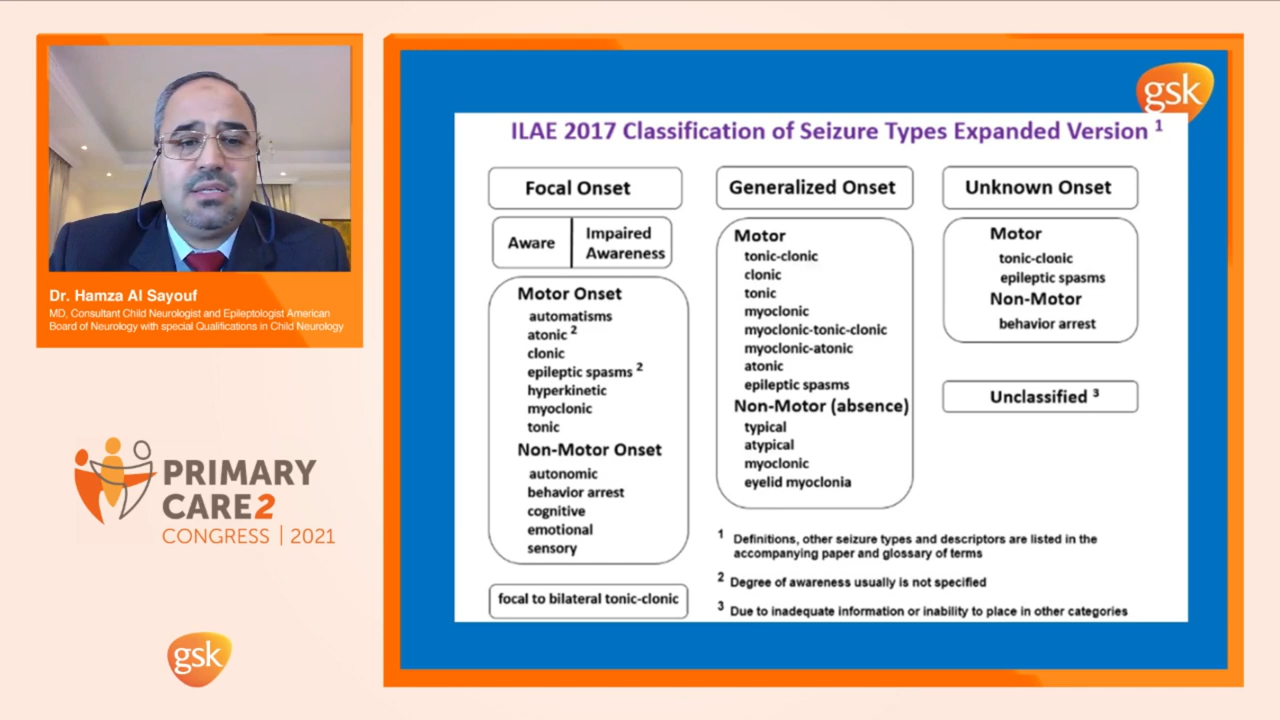 Dr. Hamza Al Sayouf
MD, Consultant Child Neurologist and Epileptologist American
Board of Neurology with special Qualifications in Child Neurology
PRIMARY
CARE2
CONGRESS | 2021
gsk
gsk
ILAE 2017 Classification of Seizure Types Expanded Version 1
Focal Onset
Aware
Impaired
Awareness
Motor Onset
automatisms
atonic 2
clonic
epileptic spasms 2
hyperkinetic
myoclonic
tonic
Non-Motor Onset
autonomic
behavior arrest
cognitive
emotional
sensory
focal to bilateral tonic-clonic
Generalized Onset
Motor
tonic-clonic
clonic
tonic
myoclonic
myoclonic-tonic-clonic
myoclonic-atonic
atonic
epileptic spasms
Non-Motor (absence)
typical
atypical
myoclonic
eyelid myoclonia
Unknown Onset
Motor
tonic-clonic
epileptic spasms
Non-Motor
behavior arrest
Unclassified 3
1 Definitions, other seizure types and descriptors are listed in the
accompanying paper and glossary of terms
2 Degree of awareness usually is not specified
3 Due to inadequate information or inability to place in other categories